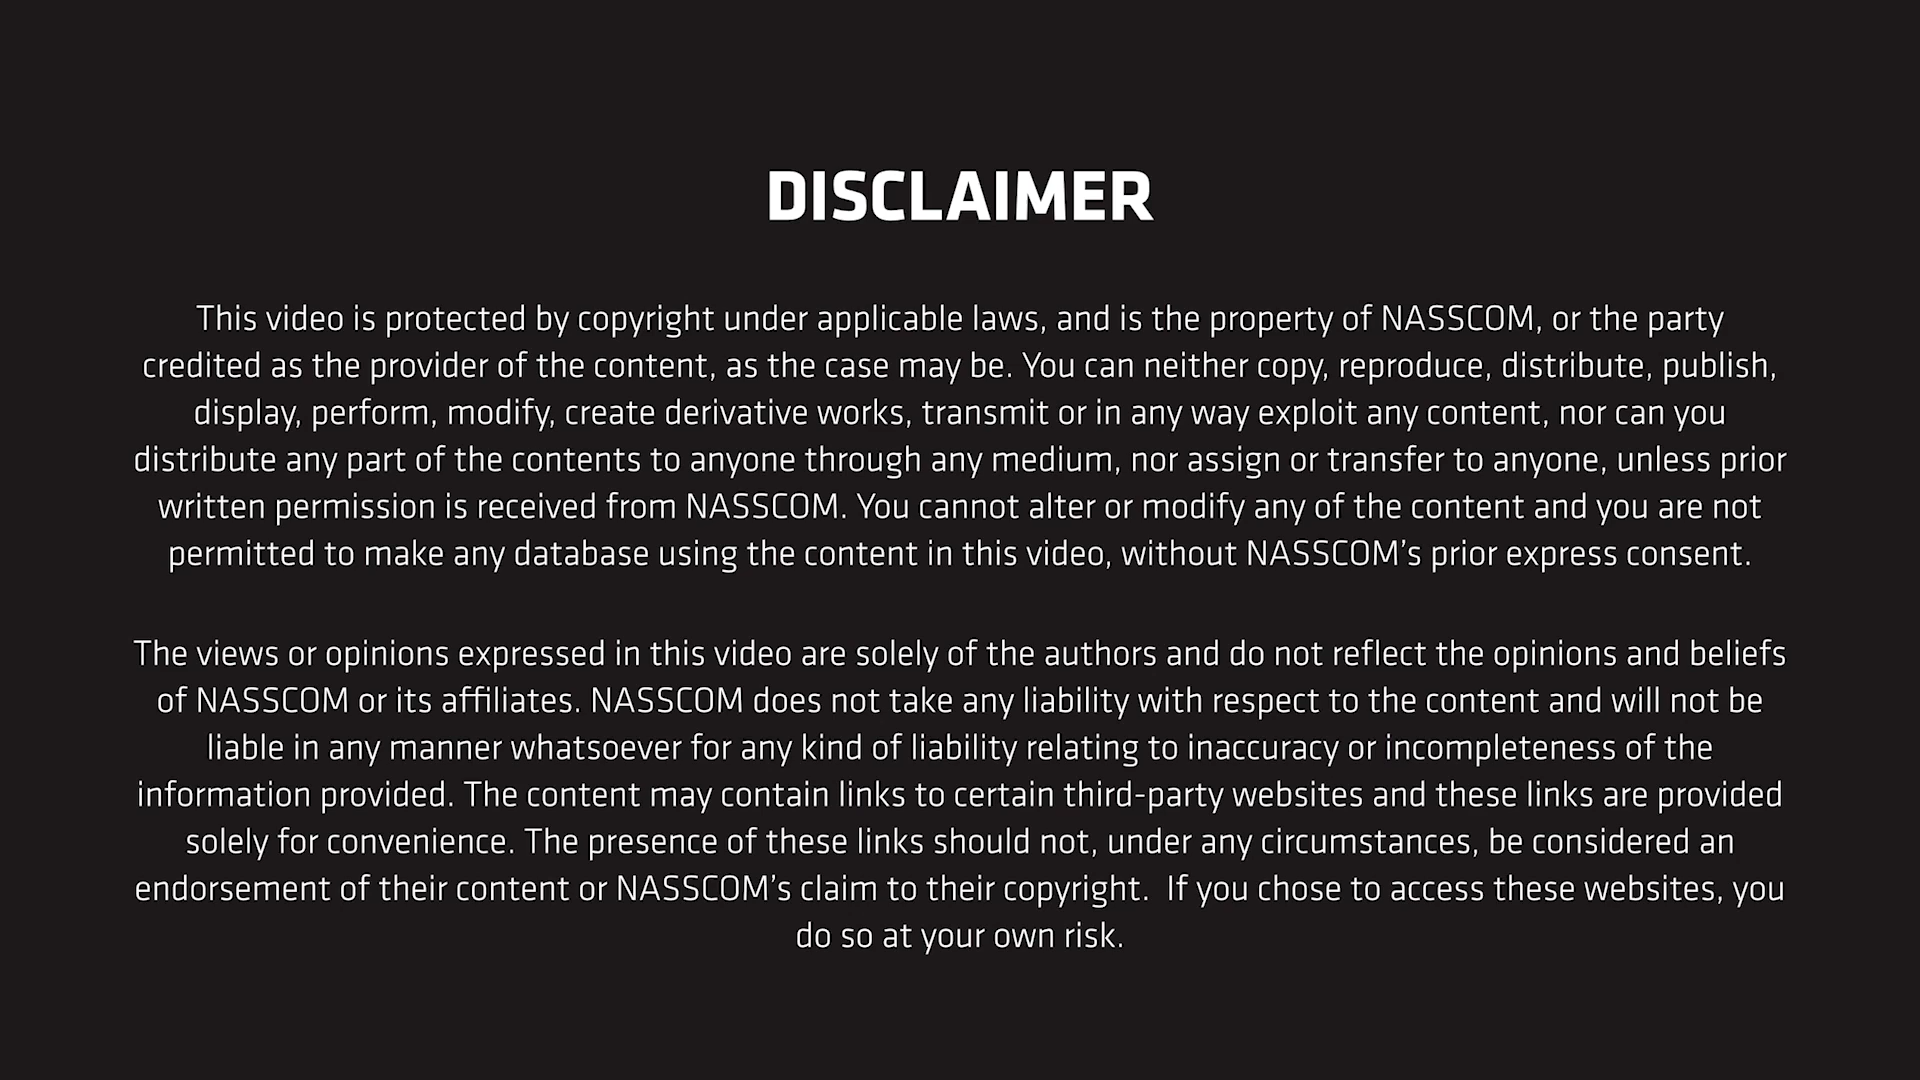 DISCLAIMER
This video is protected by copyright under applicable laws, and is the property of NASSCOM, or the party
credited as the provider of the content, as the case may be. You can neither copy, reproduce, distribute, publish,
display, perform, modify, create derivative works, transmit or in any way exploit any content, nor can you
distribute any part of the contents to anyone through any medium, nor assign or transfer to anyone, unless prior
written permission is received from NASSCOM. You cannot alter or modify any of the content and you are not
permitted to make any database using the content in this video, without NASSCOM’s prior express consent.
The views or opinions expressed in this video are solely of the authors and do not reflect the opinions and beliefs
of NASSCOM or its affiliates. NASSCOM does not take any liability with respect to the content and will not be
liable in any manner whatsoever for any kind of liability relating to inaccuracy or incompleteness of the
information provided. The content may contain links to certain third-party websites and these links are provided
solely for convenience. The presence of these links should not, under any circumstances, be considered an
endorsement of their content or NASSCOM’s claim to their copyright.  If you chose to access these websites, you
do so at your own risk.